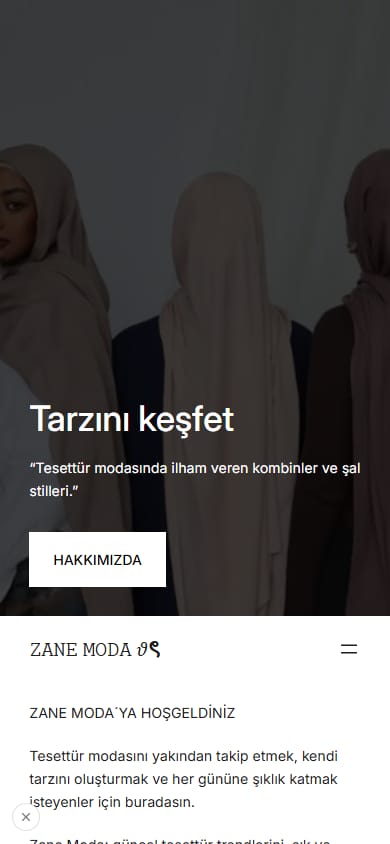 Tarzını keşfet
“Tesettür modasında ilham veren kombinler ve şal
stilleri.”
HAKKIMIZDA
ZANE MODA 𝜗ৎ
ZANE MODA´YA HOŞGELDİNİZ
Tesettür modasını yakından takip etmek, kendi
tarzını oluşturmak ve her gününe şıklık katmak
isteyenler için buradasın.